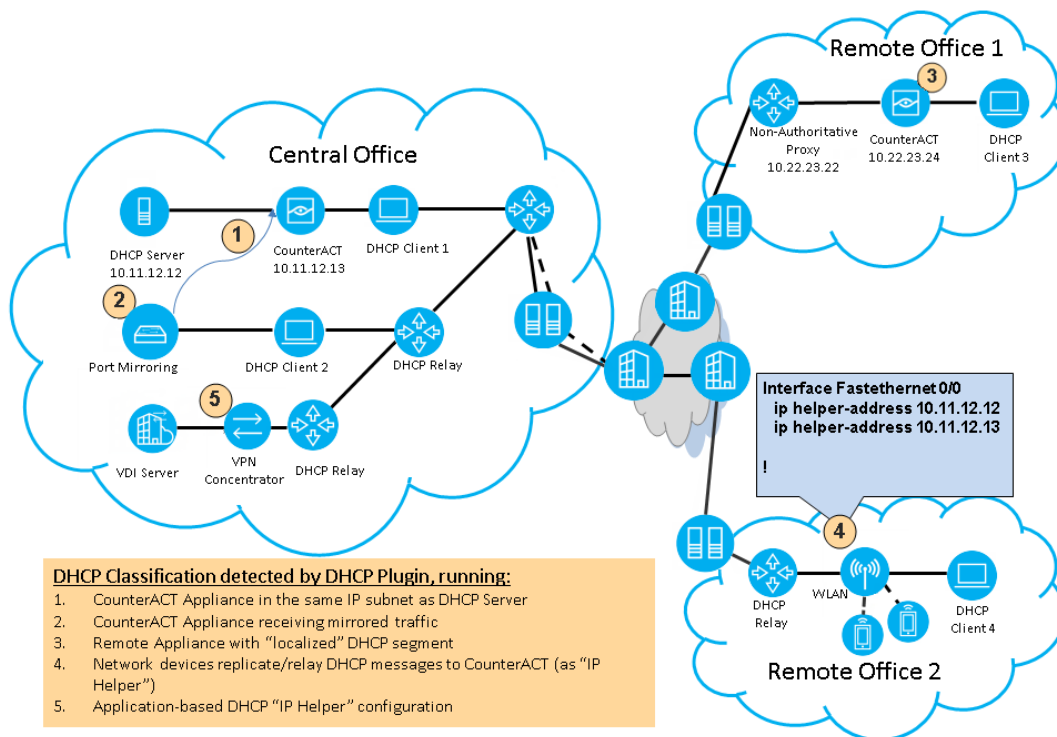 Remote Office 1
3
Non-Authoritative
Proxy
10.22.23.22
CounterACT
10.22.23.24
DHCP
Client 3
Central Office
1
DHCP Server
10.11.12.12
CounterACT
10.11.12.13
DHCP Client 1
2
Port Mirroring
DHCP Client 2
DHCP Relay
5
VDI Server
VPN
Concentrator
DHCP Relay
Interface Fastethernet 0/0
ip helper-address 10.11.12.12
ip helper-address 10.11.12.13
!
4
DHCP
Relay
WLAN
DHCP
Client 4
Remote Office 2
DHCP Classification detected by DHCP Plugin, running:
1. CounterACT Appliance in the same IP subnet as DHCP Server
2. CounterACT Appliance receiving mirrored traffic
3. Remote Appliance with “localized” DHCP segment
4. Network devices replicate/relay DHCP messages to CounterACT (as “IP
Helper”)
5. Application-based DHCP “IP Helper” configuration